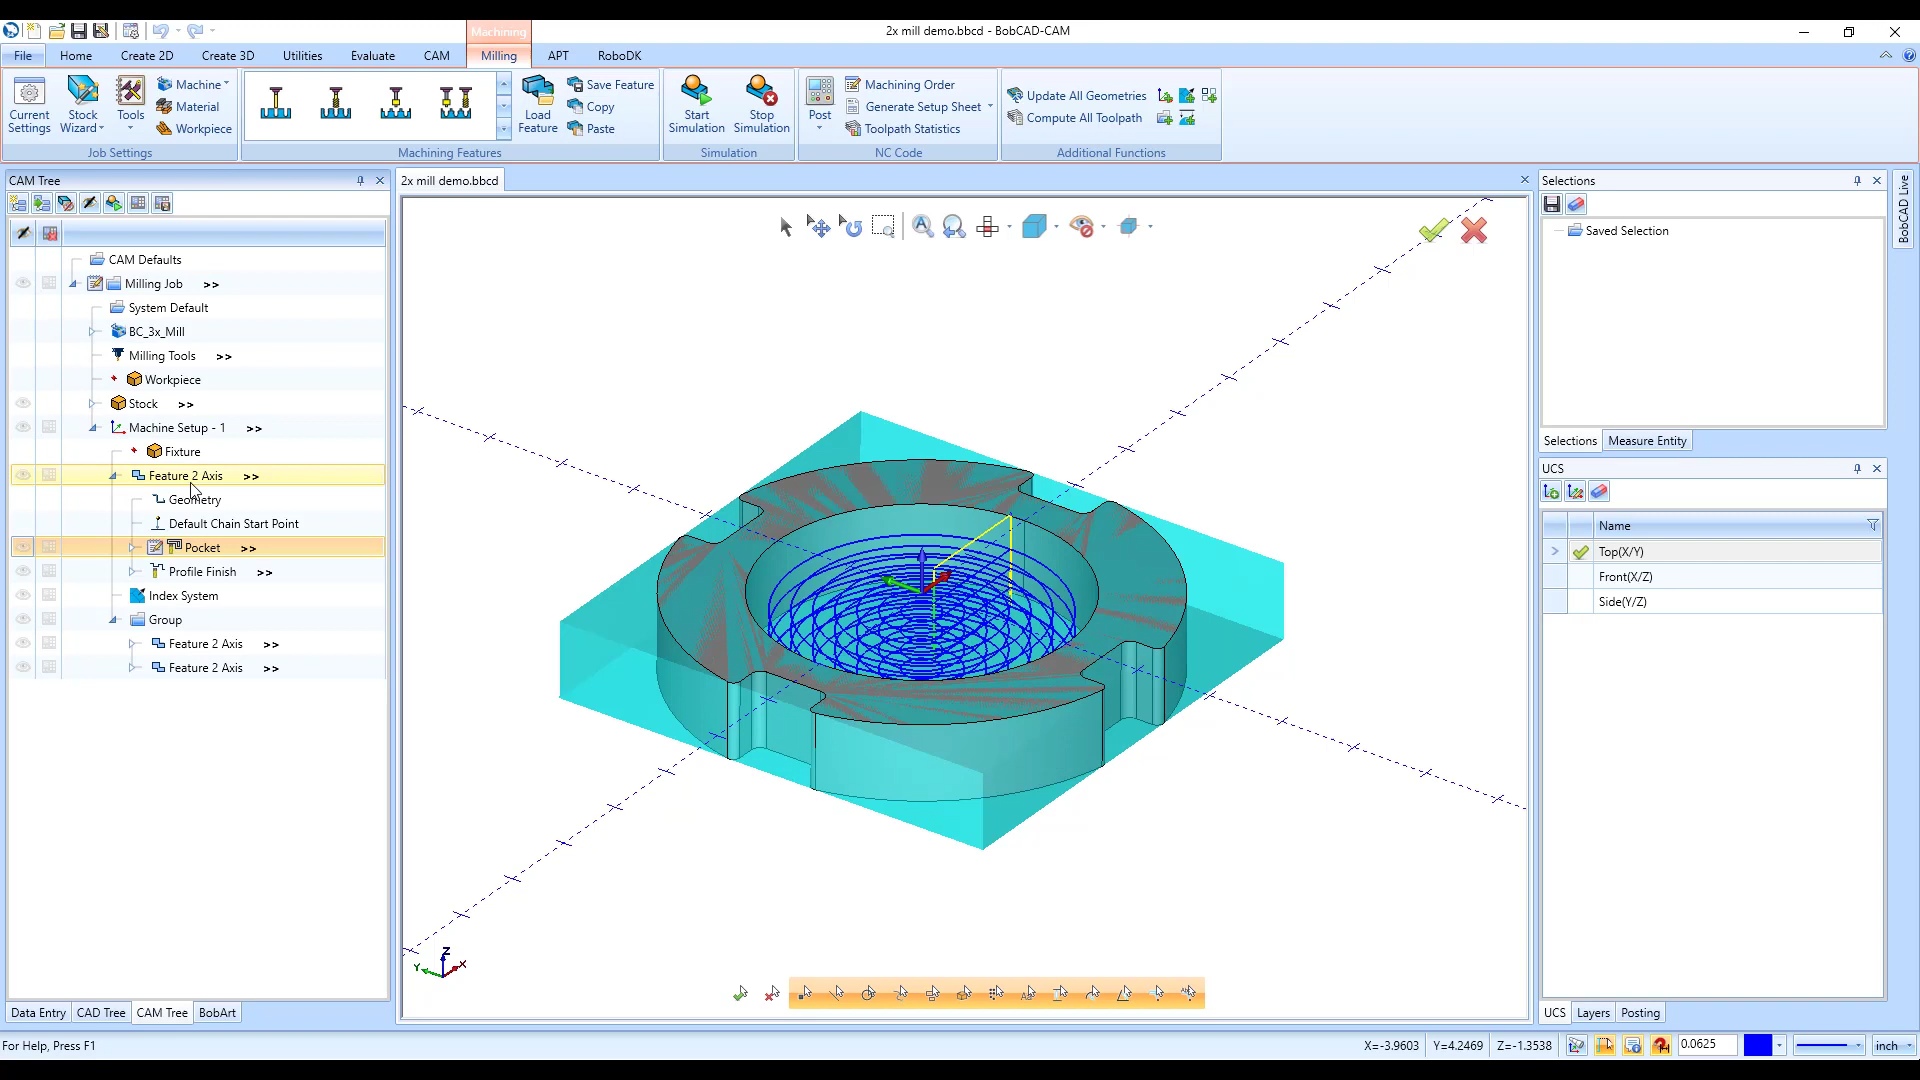 2x mill demo.bbcd - BobCAD-CAM
Machining
File Home Create 2D Create 3D Utilities Evaluate CAM Milling APT RoboDK
Current Settings
Stock Wizard
Tools
Machine
Material
Workpiece
Job Settings
Machining Features
Load Feature
Save Feature
Copy
Paste
Start Simulation
Stop Simulation
Simulation
Post
Machining Order
Generate Setup Sheet
Toolpath Statistics
NC Code
Update All Geometries
Compute All Toolpath
Additional Functions
CAM Tree
CAM Defaults
Milling Job >>
System Default
BC_3x_Mill
Milling Tools >>
Workpiece
Stock >>
Machine Setup - 1 >>
Fixture
Feature 2 Axis >>
Geometry
Default Chain Start Point
Pocket >>
Profile Finish >>
Index System
Group
Feature 2 Axis >>
Feature 2 Axis >>
Data Entry CAD Tree CAM Tree BobArt
2x mill demo.bbcd
Z
Y
X
Selections
Saved Selection
Selections Measure Entity
UCS
Name
Top(X/Y)
Front(X/Z)
Side(Y/Z)
UCS Layers Posting
BobCAD Live
For Help, Press F1
X=-3.9603 Y=4.2469 Z=-1.3538 0.0625 inch